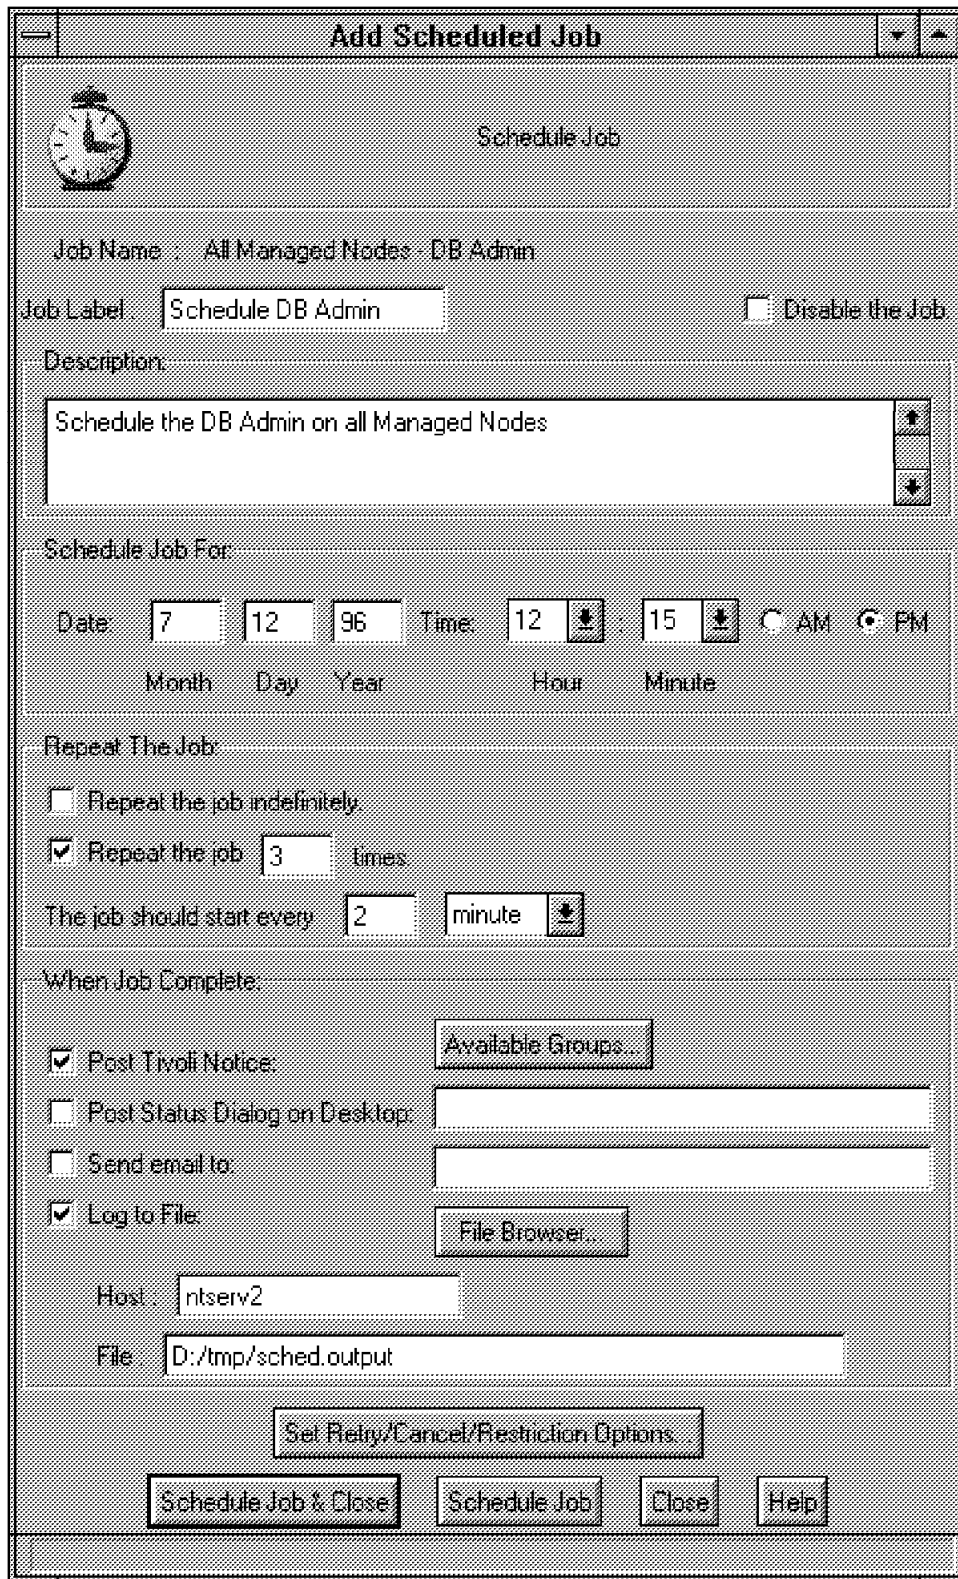 Add Scheduled Job
Schedule Job
Job Name : All Managed Nodes - DB Admin
Job Label : Schedule DB Admin Disable the Job.
Description:
Schedule the DB Admin on all Managed Nodes
Schedule Job For:
Date: 7 12 96 Time: 12 : 15 AM PM
Month Day Year Hour Minute
Repeat The Job:
Repeat the job indefinitely.
Repeat the job 3 times.
The job should start every 2 minute
When Job Complete:
Available Groups...
Post Tivoli Notice:
Post Status Dialog on Desktop:
Send email to:
Log to File:
File Browser...
Host : ntserv2
File : D:/tmp/sched.output
Set Retry/Cancel/Restriction Options...
Schedule Job & Close Schedule Job Close Help